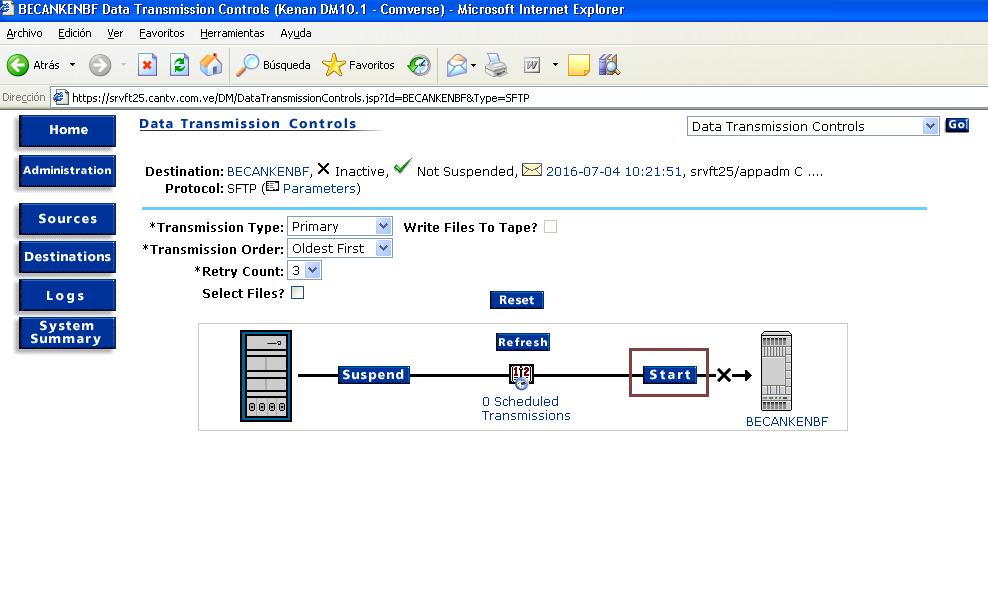 BECANKENBF Data Transmission Controls (Kenan DM10.1 - Comverse) - Microsoft Internet Explorer
Archivo Edición Ver Favoritos Herramientas Ayuda
Atrás Búsqueda Favoritos
Dirección https://srvft25.cantv.com.ve/DM/DataTransmissionControls.jsp?Id=BECANKENBF&Type=SFTP
Home
Administration
Sources
Destinations
Logs
System
Summary
Data Transmission Controls
Data Transmission Controls Go
Destination: BECANKENBF, Inactive, Not Suspended, 2016-07-04 10:21:51, srvft25/appadm C ....
Protocol: SFTP (Parameters)
*Transmission Type: Primary Write Files To Tape?
*Transmission Order: Oldest First
*Retry Count: 3
Select Files?
Reset
Refresh
Suspend
Start
0 Scheduled
Transmissions
BECANKENBF